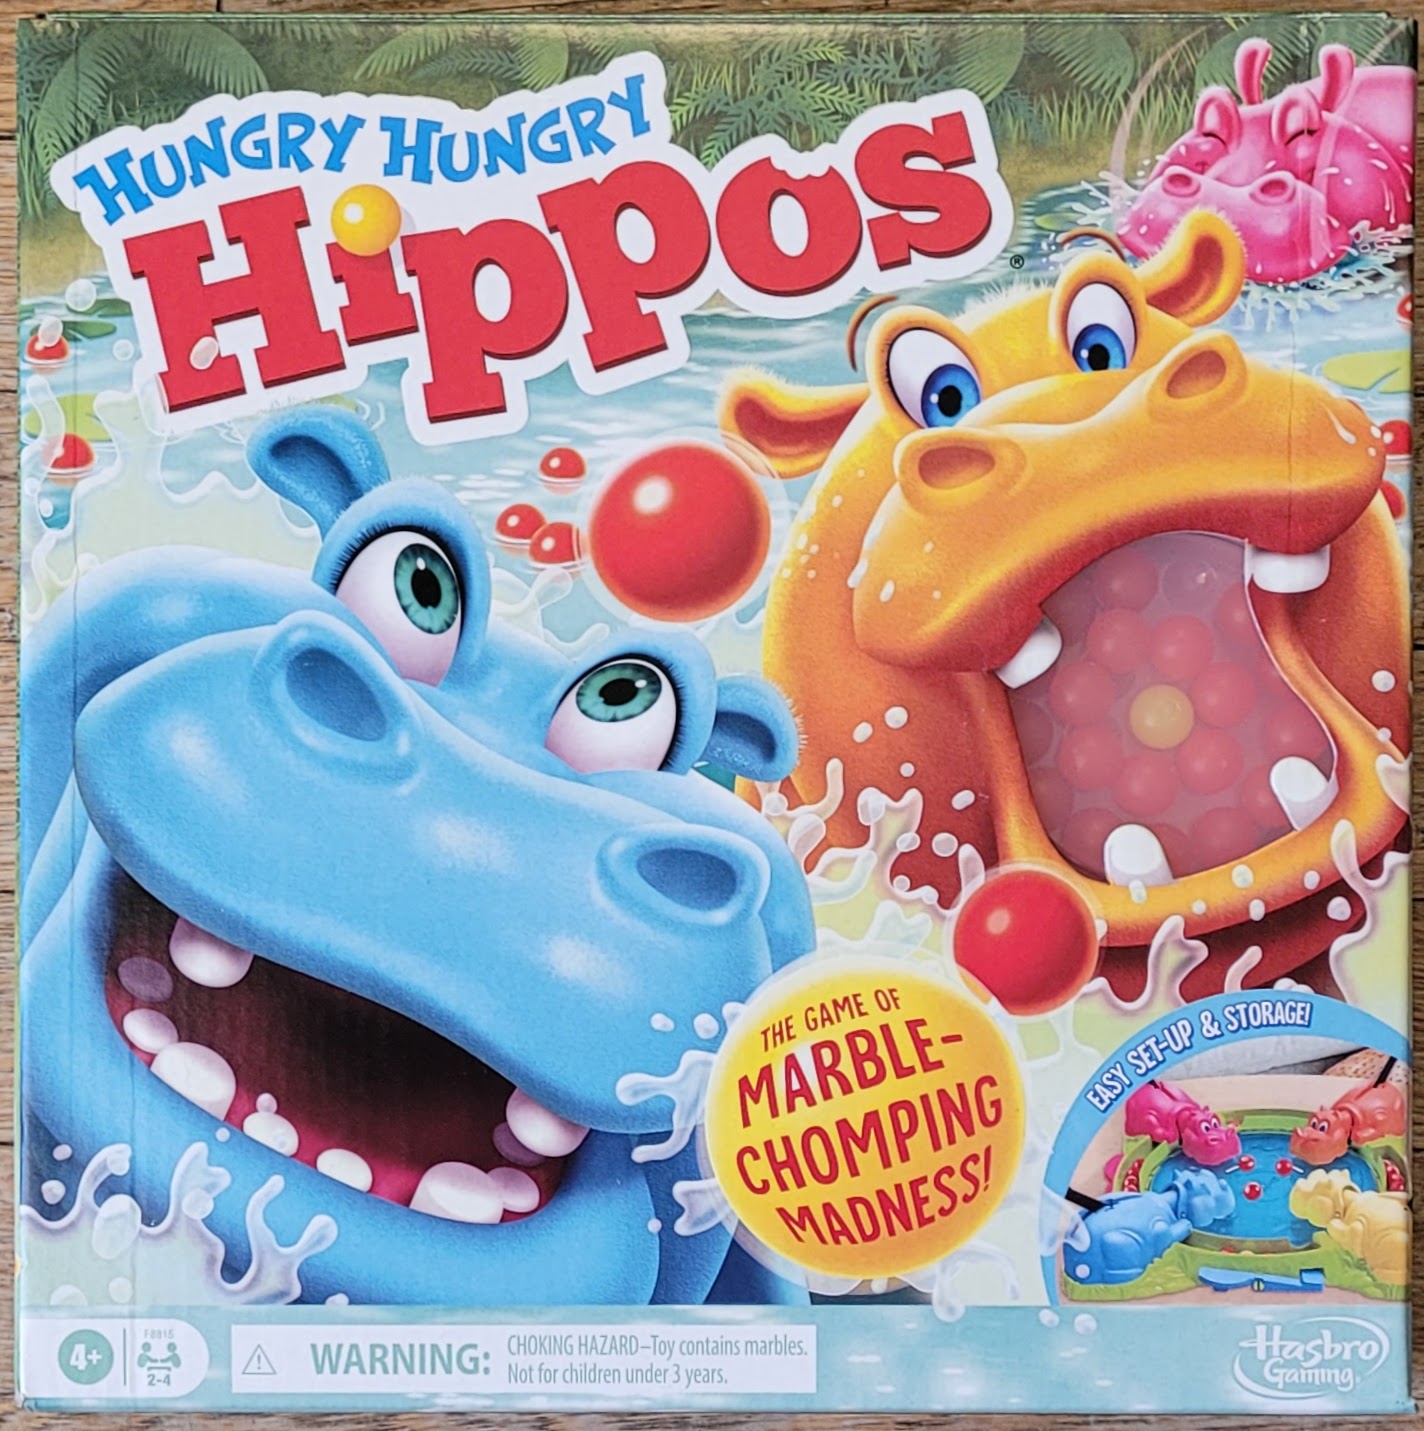 HUNGRY HUNGRY
Hippos
®
THE GAME OF
MARBLE-
CHOMPING
MADNESS!
EASY SET-UP & STORAGE!
4+
F8815
2-4
WARNING:
CHOKING HAZARD–Toy contains marbles.
Not for children under 3 years.
Hasbro
Gaming